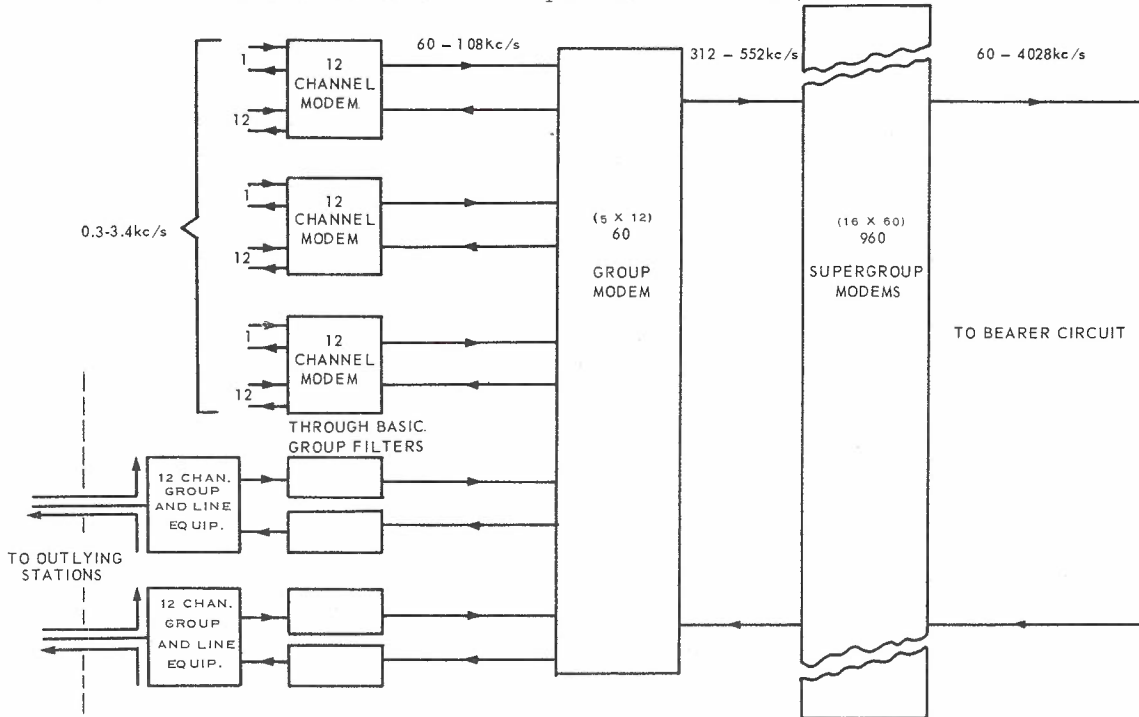 60 – 108kc/s
312 – 552kc/s
60 – 4028kc/s
1
12
12
CHANNEL
MODEM.
0.3-3.4kc/s
1
12
12
CHANNEL
MODEM
(5 X 12)
60
GROUP
MODEM
(16 X 60)
960
SUPERGROUP
MODEMS
TO BEARER CIRCUIT
1
12
12
CHANNEL
MODEM
THROUGH BASIC.
GROUP FILTERS
12 CHAN.
GROUP
AND LINE
EQUIP.
TO OUTLYING
STATIONS
12 CHAN.
GROUP
AND LINE
EQUIP.